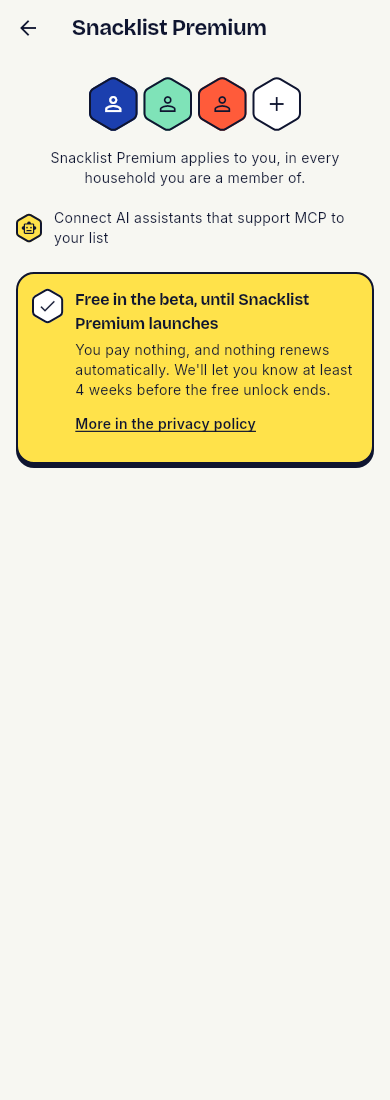 Snacklist Premium
Snacklist Premium applies to you, in every
household you are a member of.
Connect AI assistants that support MCP to
your list
Free in the beta, until Snacklist
Premium launches
You pay nothing, and nothing renews
automatically. We'll let you know at least
4 weeks before the free unlock ends.
More in the privacy policy